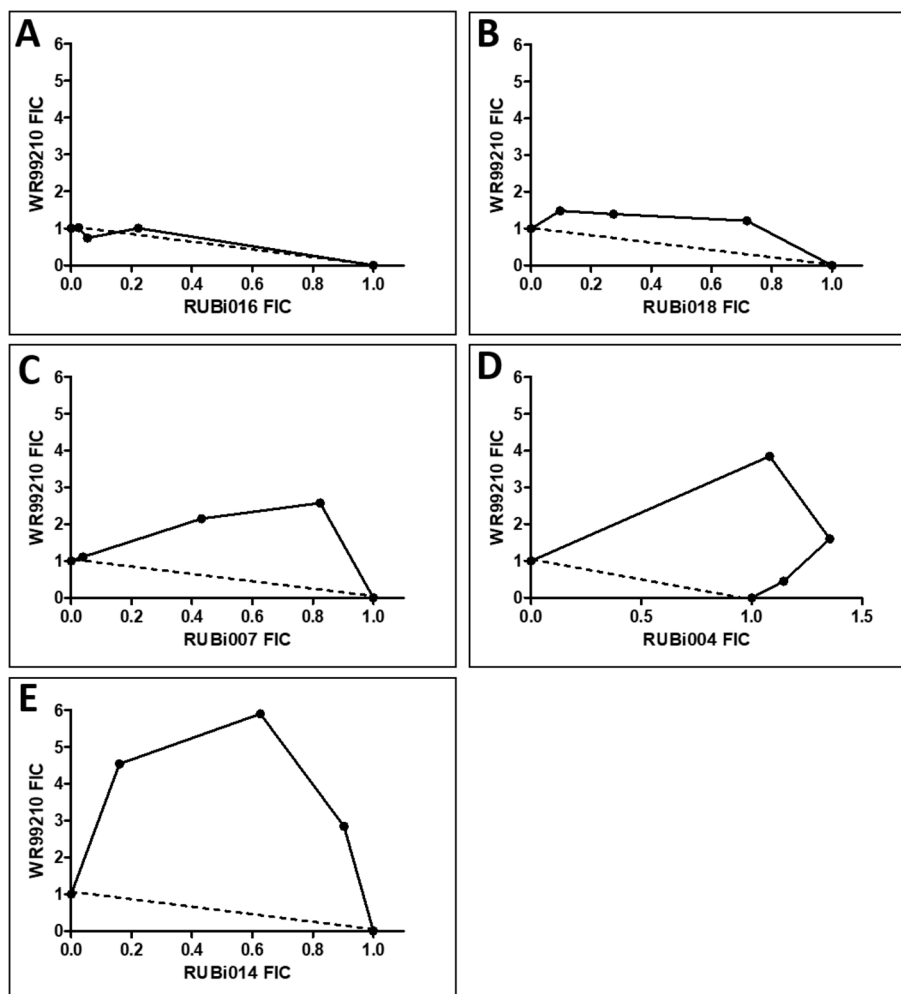 A
WR99210 FIC
6
5
4
3
2
1
0
0.0 0.2 0.4 0.6 0.8 1.0
RUBi016 FIC
B
WR99210 FIC
6
5
4
3
2
1
0
0.0 0.2 0.4 0.6 0.8 1.0
RUBi018 FIC
C
WR99210 FIC
6
5
4
3
2
1
0
0.0 0.2 0.4 0.6 0.8 1.0
RUBi007 FIC
D
WR99210 FIC
6
5
4
3
2
1
0
0.0 0.5 1.0 1.5
RUBi004 FIC
E
WR99210 FIC
6
5
4
3
2
1
0
0.0 0.2 0.4 0.6 0.8 1.0
RUBi014 FIC